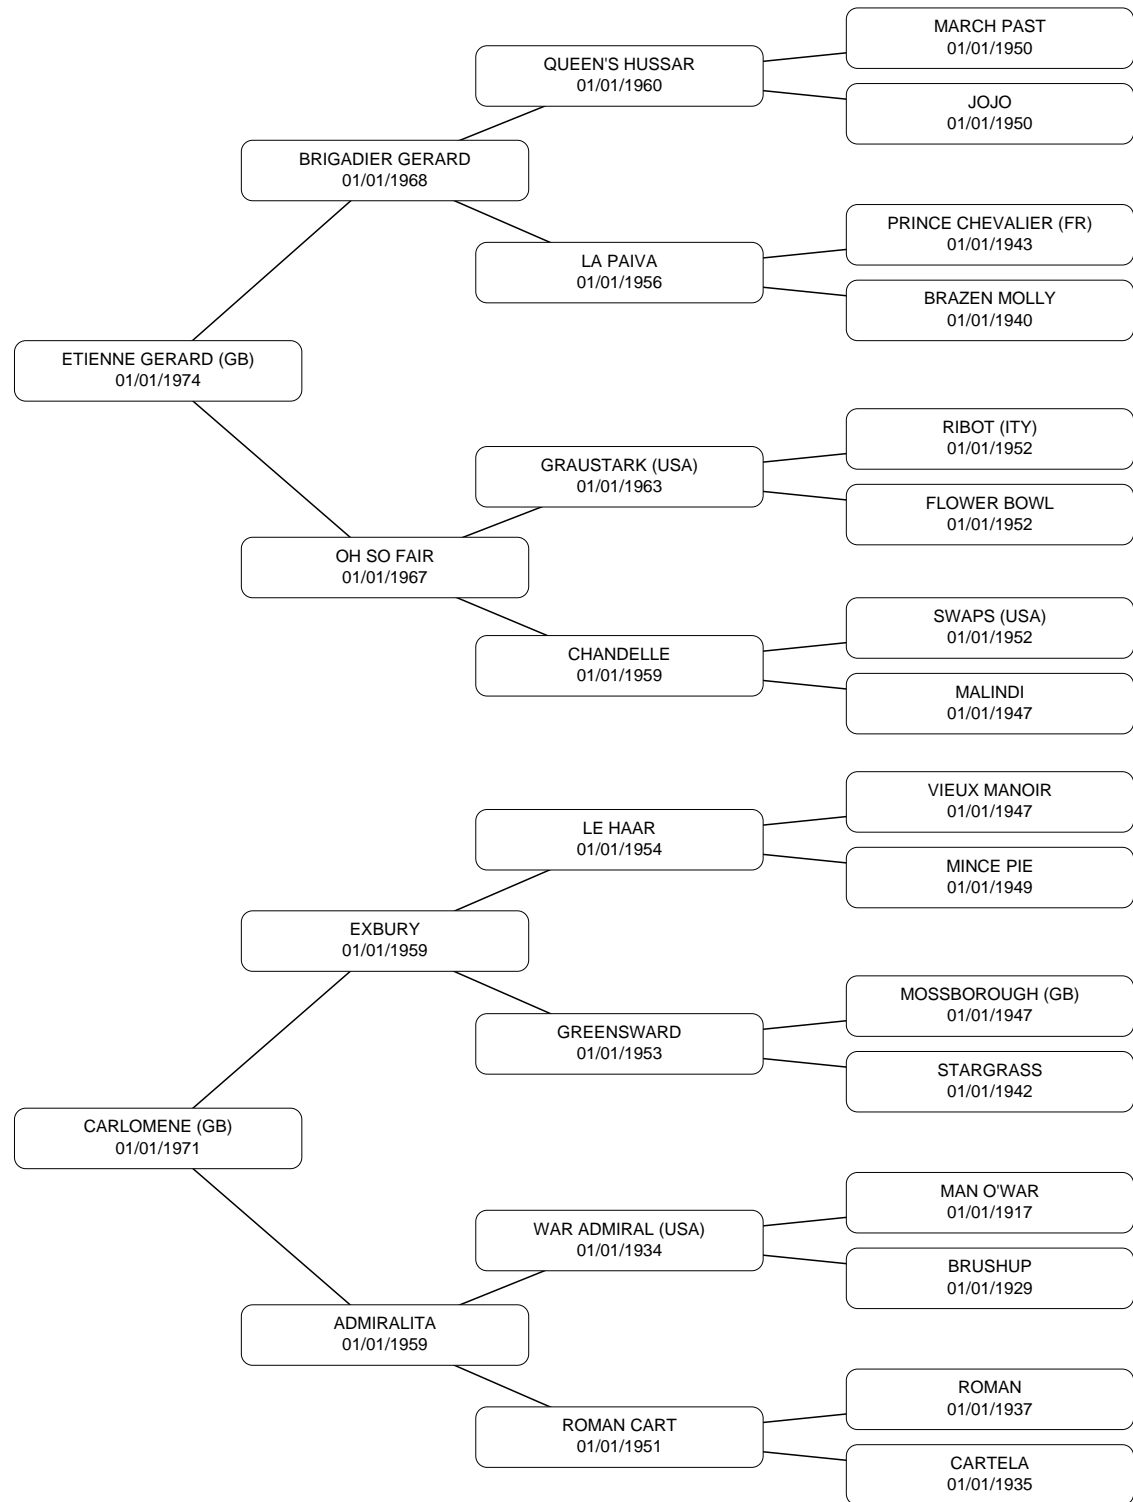 MARCH PAST
01/01/1950
QUEEN'S HUSSAR
01/01/1960
JOJO
01/01/1950
BRIGADIER GERARD
01/01/1968
PRINCE CHEVALIER (FR)
01/01/1943
LA PAIVA
01/01/1956
BRAZEN MOLLY
01/01/1940
ETIENNE GERARD (GB)
01/01/1974
RIBOT (ITY)
01/01/1952
GRAUSTARK (USA)
01/01/1963
FLOWER BOWL
01/01/1952
OH SO FAIR
01/01/1967
SWAPS (USA)
01/01/1952
CHANDELLE
01/01/1959
MALINDI
01/01/1947
VIEUX MANOIR
01/01/1947
LE HAAR
01/01/1954
MINCE PIE
01/01/1949
EXBURY
01/01/1959
MOSSBOROUGH (GB)
01/01/1947
GREENSWARD
01/01/1953
STARGRASS
01/01/1942
CARLOMENE (GB)
01/01/1971
MAN O'WAR
01/01/1917
WAR ADMIRAL (USA)
01/01/1934
BRUSHUP
01/01/1929
ADMIRALITA
01/01/1959
ROMAN
01/01/1937
ROMAN CART
01/01/1951
CARTELA
01/01/1935